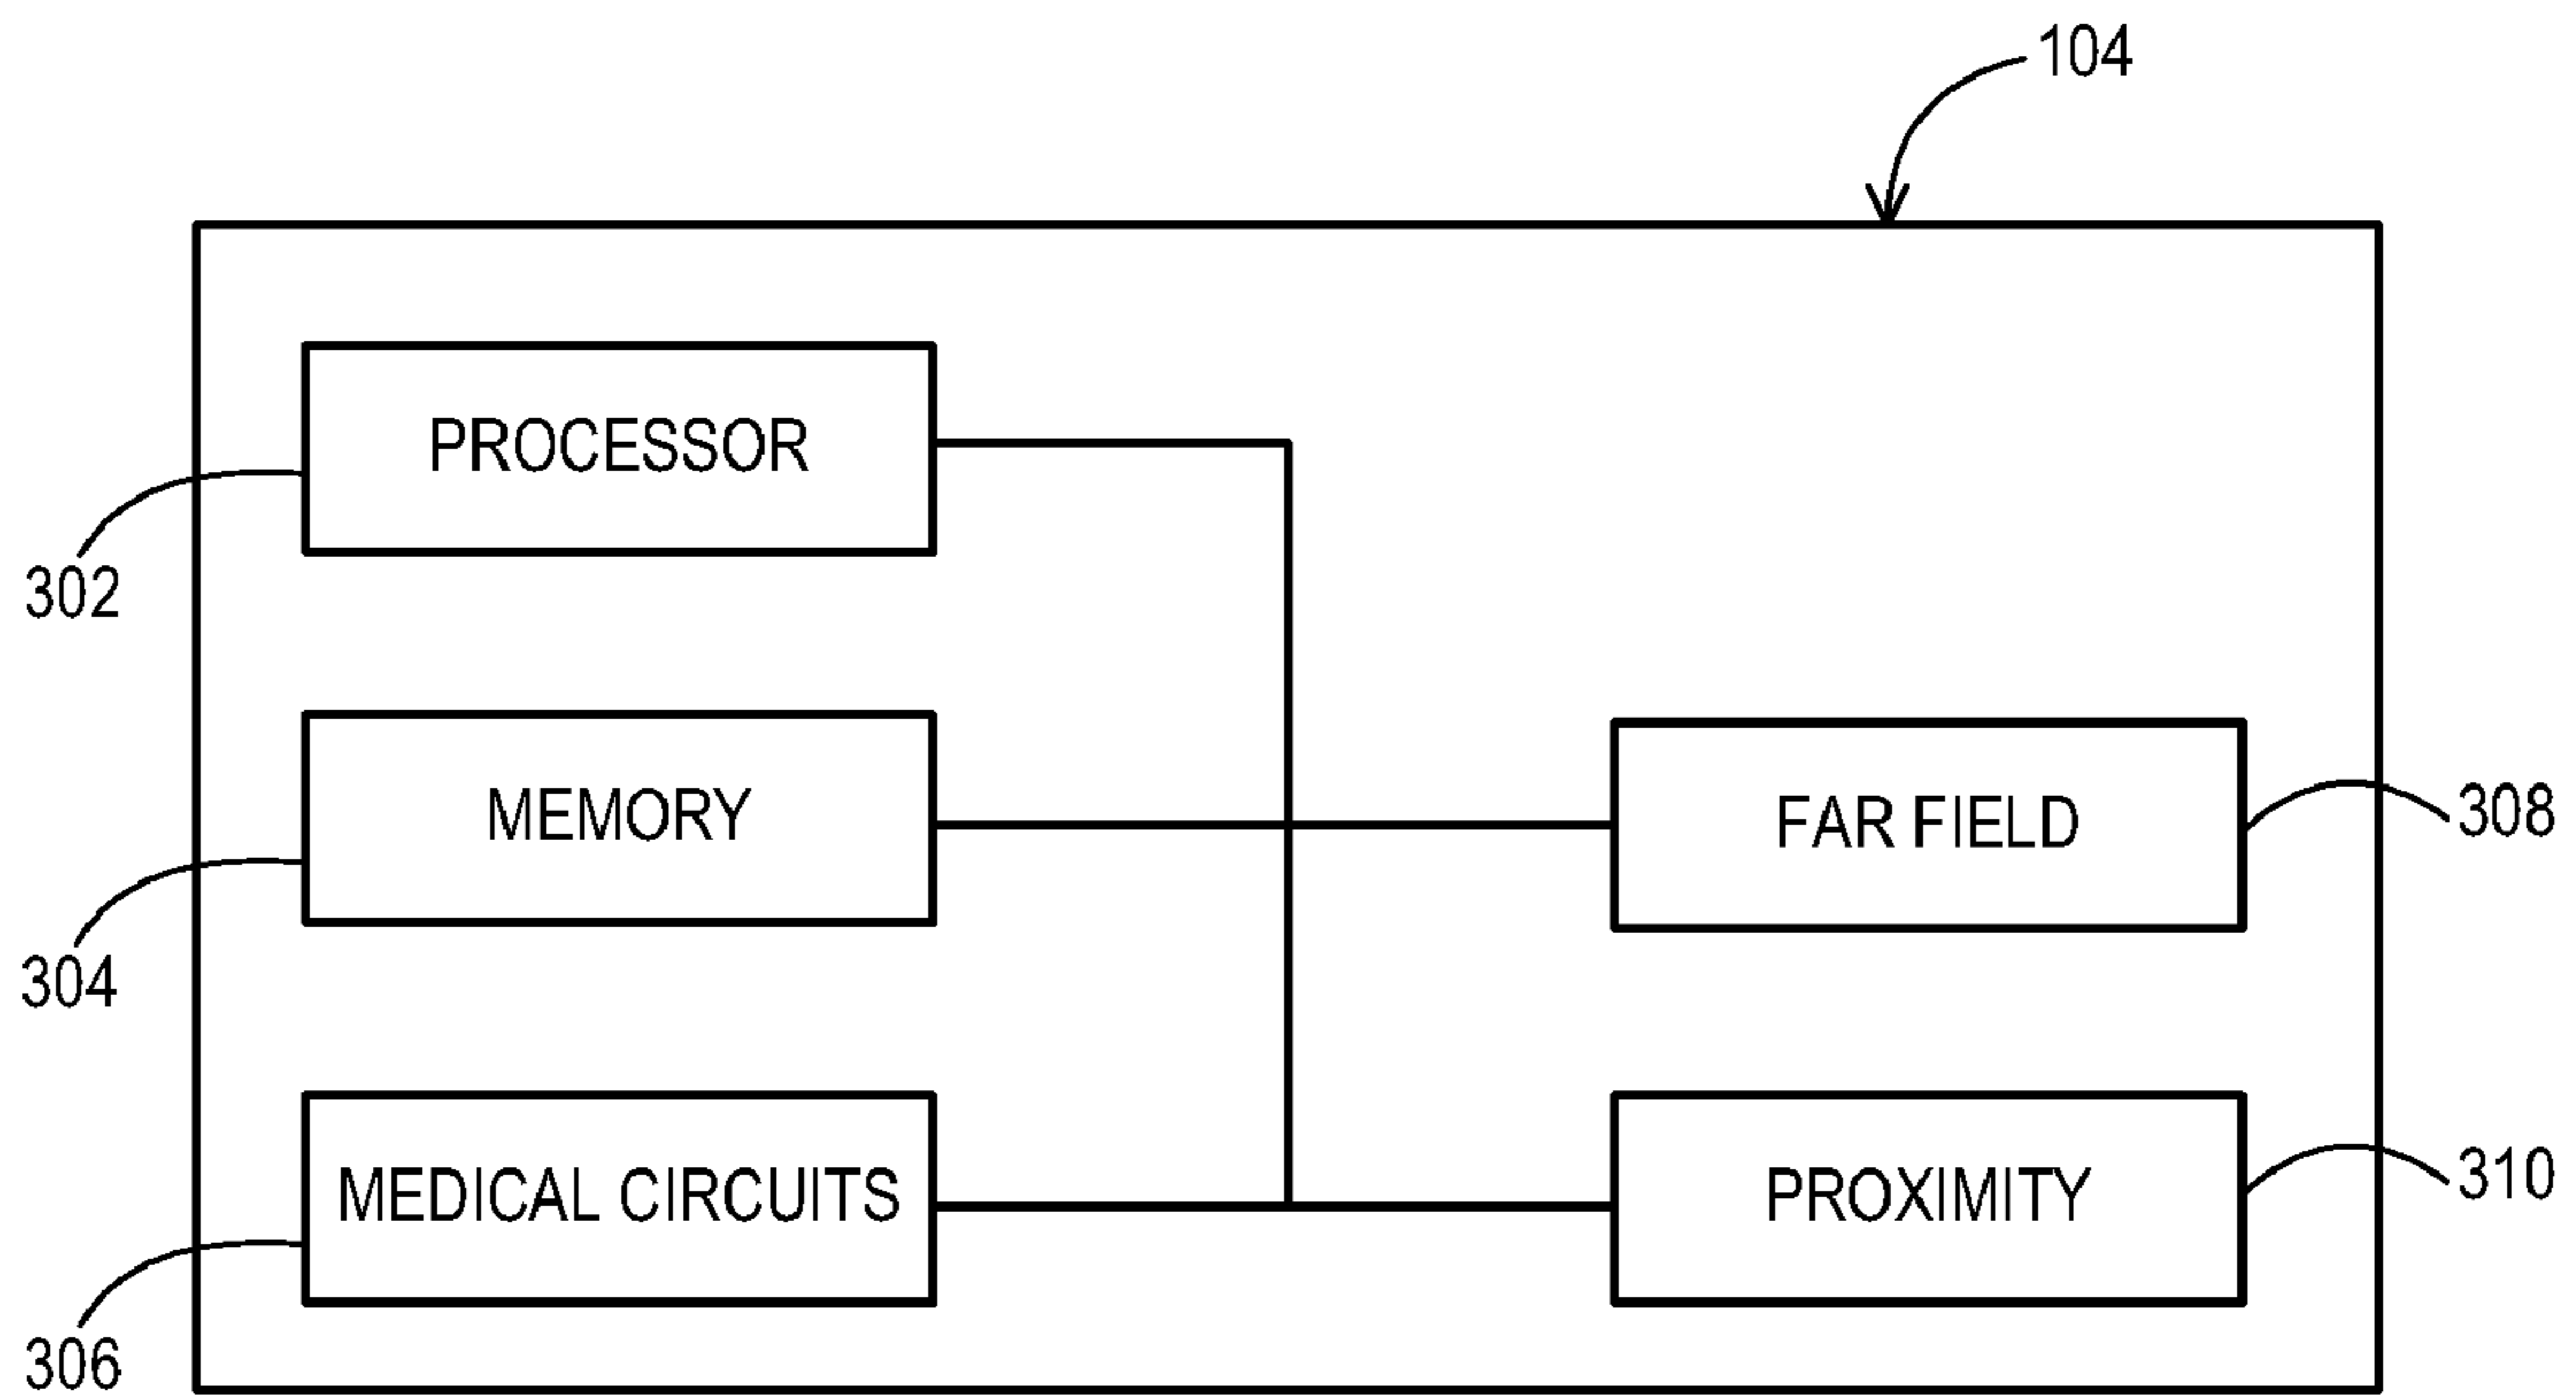 104
PROCESSOR
302
MEMORY
FAR FIELD
308
304
MEDICAL CIRCUITS
PROXIMITY
310
306